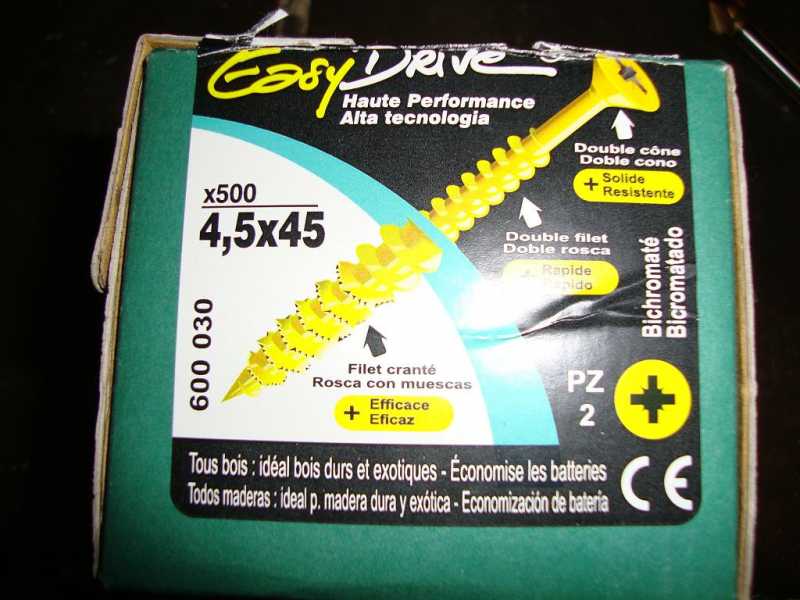 Easy Drive
Haute Performance
Alta tecnologia
Double cône
Doble cono
+ Solide
Resistente
x500
4,5x45
Double filet
Doble rosca
+ Rapide
Rapido
Bichromaté
Bicromatado
600 030
Filet cranté
Rosca con muescas
+ Efficace
Eficaz
PZ
2
Tous bois : idéal bois durs et exotiques - Économise les batteries
Todos maderas : ideal p. madera dura y exótica - Economización de bateria
CE